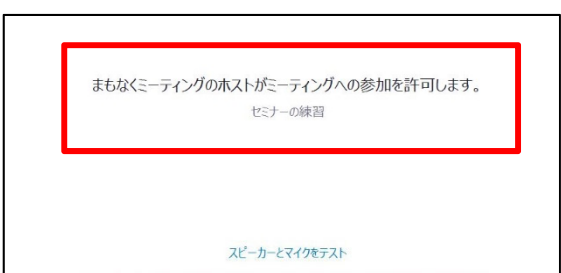 まもなくミーティングのホストがミーティングへの参加を許可します。
セミナーの練習
スピーカーとマイクをテスト